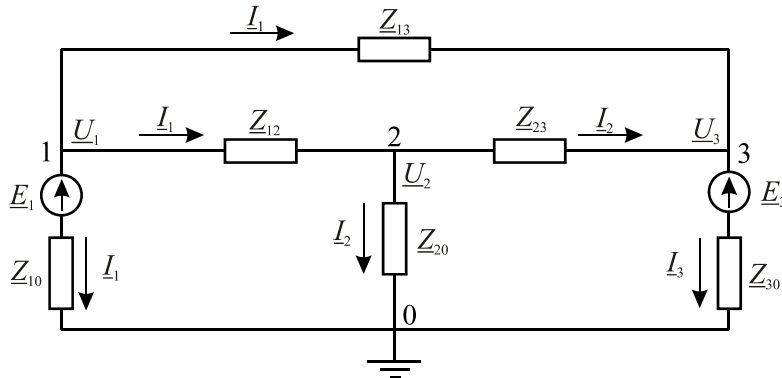 I1 Z13
1 U1 I1 Z12 2 Z23 I2 U3 3
E1 U2 E3
Z10 I1 I2 Z20 I3 Z30
0